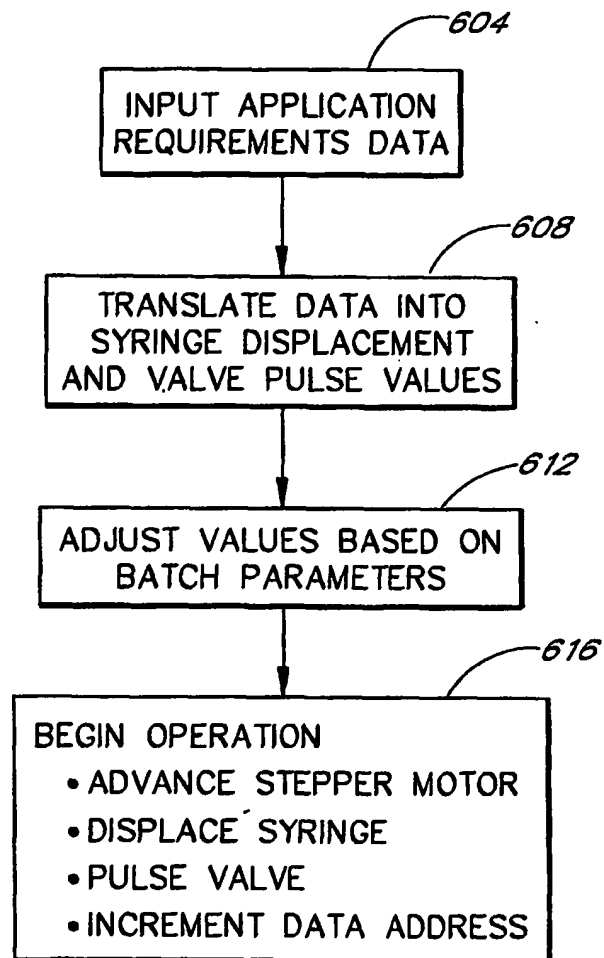 604
INPUT APPLICATION
REQUIREMENTS DATA
608
TRANSLATE DATA INTO
SYRINGE DISPLACEMENT
AND VALVE PULSE VALUES
612
ADJUST VALUES BASED ON
BATCH PARAMETERS
616
BEGIN OPERATION
• ADVANCE STEPPER MOTOR
• DISPLACE SYRINGE
• PULSE VALVE
• INCREMENT DATA ADDRESS